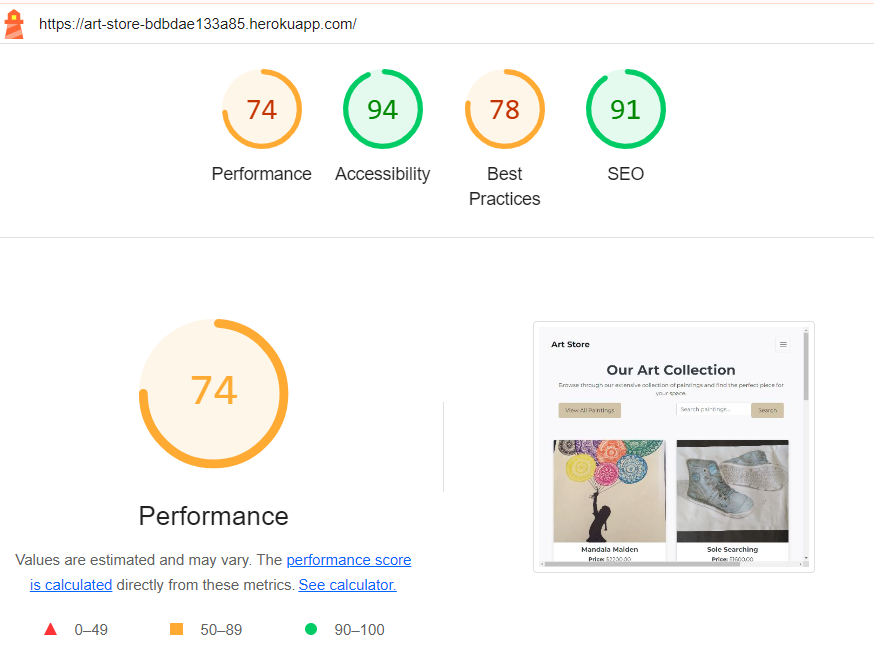 https://art-store-bdbdae133a85.herokuapp.com/
74
94
78
91
Performance
Accessibility
Best
Practices
SEO
74
Performance
Values are estimated and may vary. The performance score
is calculated directly from these metrics. See calculator.
0–49
50–89
90–100
Art Store
Our Art Collection
Browse through our extensive collection of paintings and find the perfect piece for
your space.
View All Paintings
Search paintings...
Search
Mandala Maiden
Price: $2200.00
Sole Searching
Price: